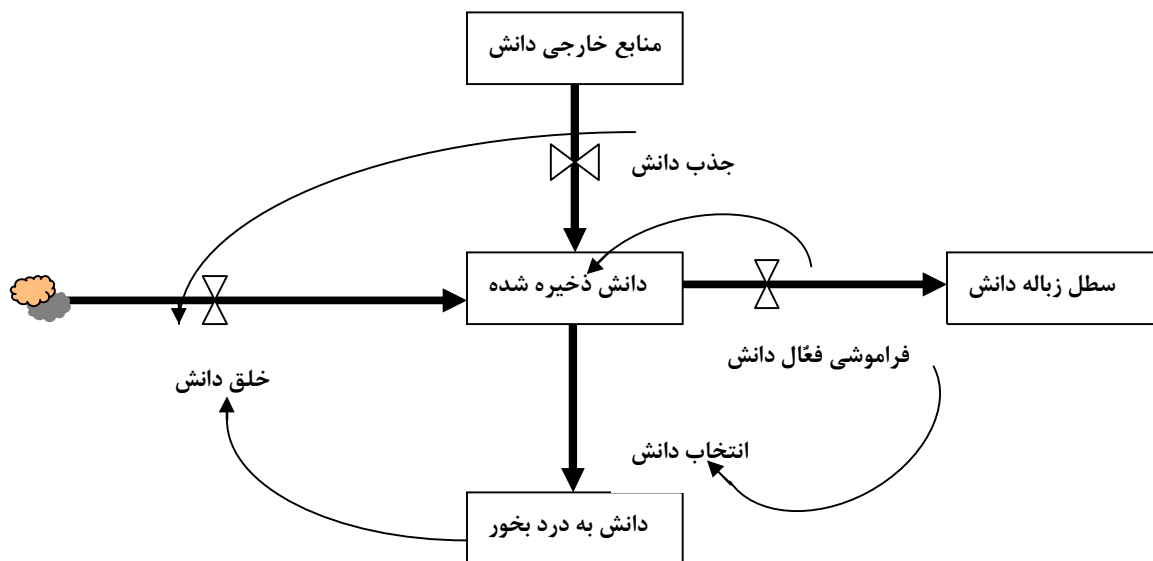 منابع خارجی دانش
جذب دانش
دانش ذخیره شده
سطل زباله دانش
فراموشی فعّال دانش
خلق دانش
انتخاب دانش
دانش به درد بخور